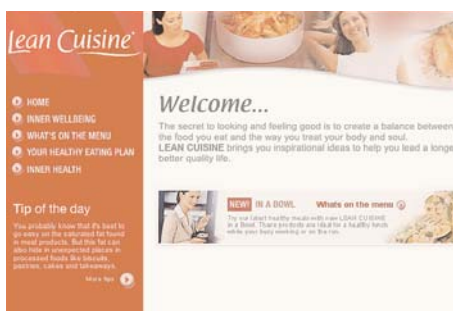 Lean Cuisine
HOME
INNER WELLBEING
WHAT'S ON THE MENU
YOUR HEALTHY EATING PLAN
INNER HEALTH
Tip of the day
You probably know that it's best to
go easy on the saturated fat found
in meat products. But this fat can
also hide in unexpected places in
processed foods like biscuits,
pastries, cakes and takeaways.
More tips
Welcome...
The secret to looking and feeling good is to create a balance between
the food you eat and the way you treat your body and soul.
LEAN CUISINE brings you inspirational ideas to help you lead a longe
better quality life.
NEW! IN A BOWL Whats on the menu
Try our latest healthy meals with new LEAN CUISINE
in a Bowl. These products are ideal for a healthy lunch
while your busy working or on the run.